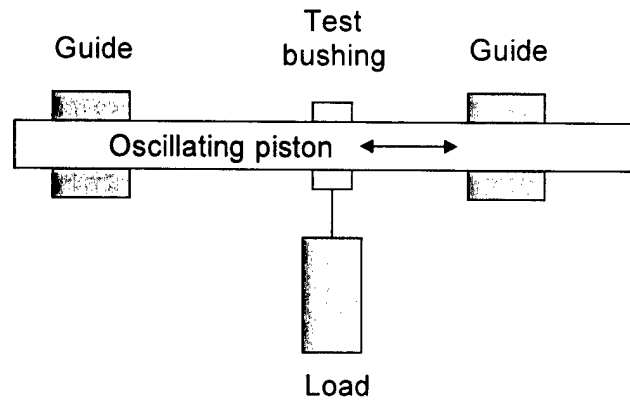 Guide
Test
bushing
Guide
Oscillating piston
Load